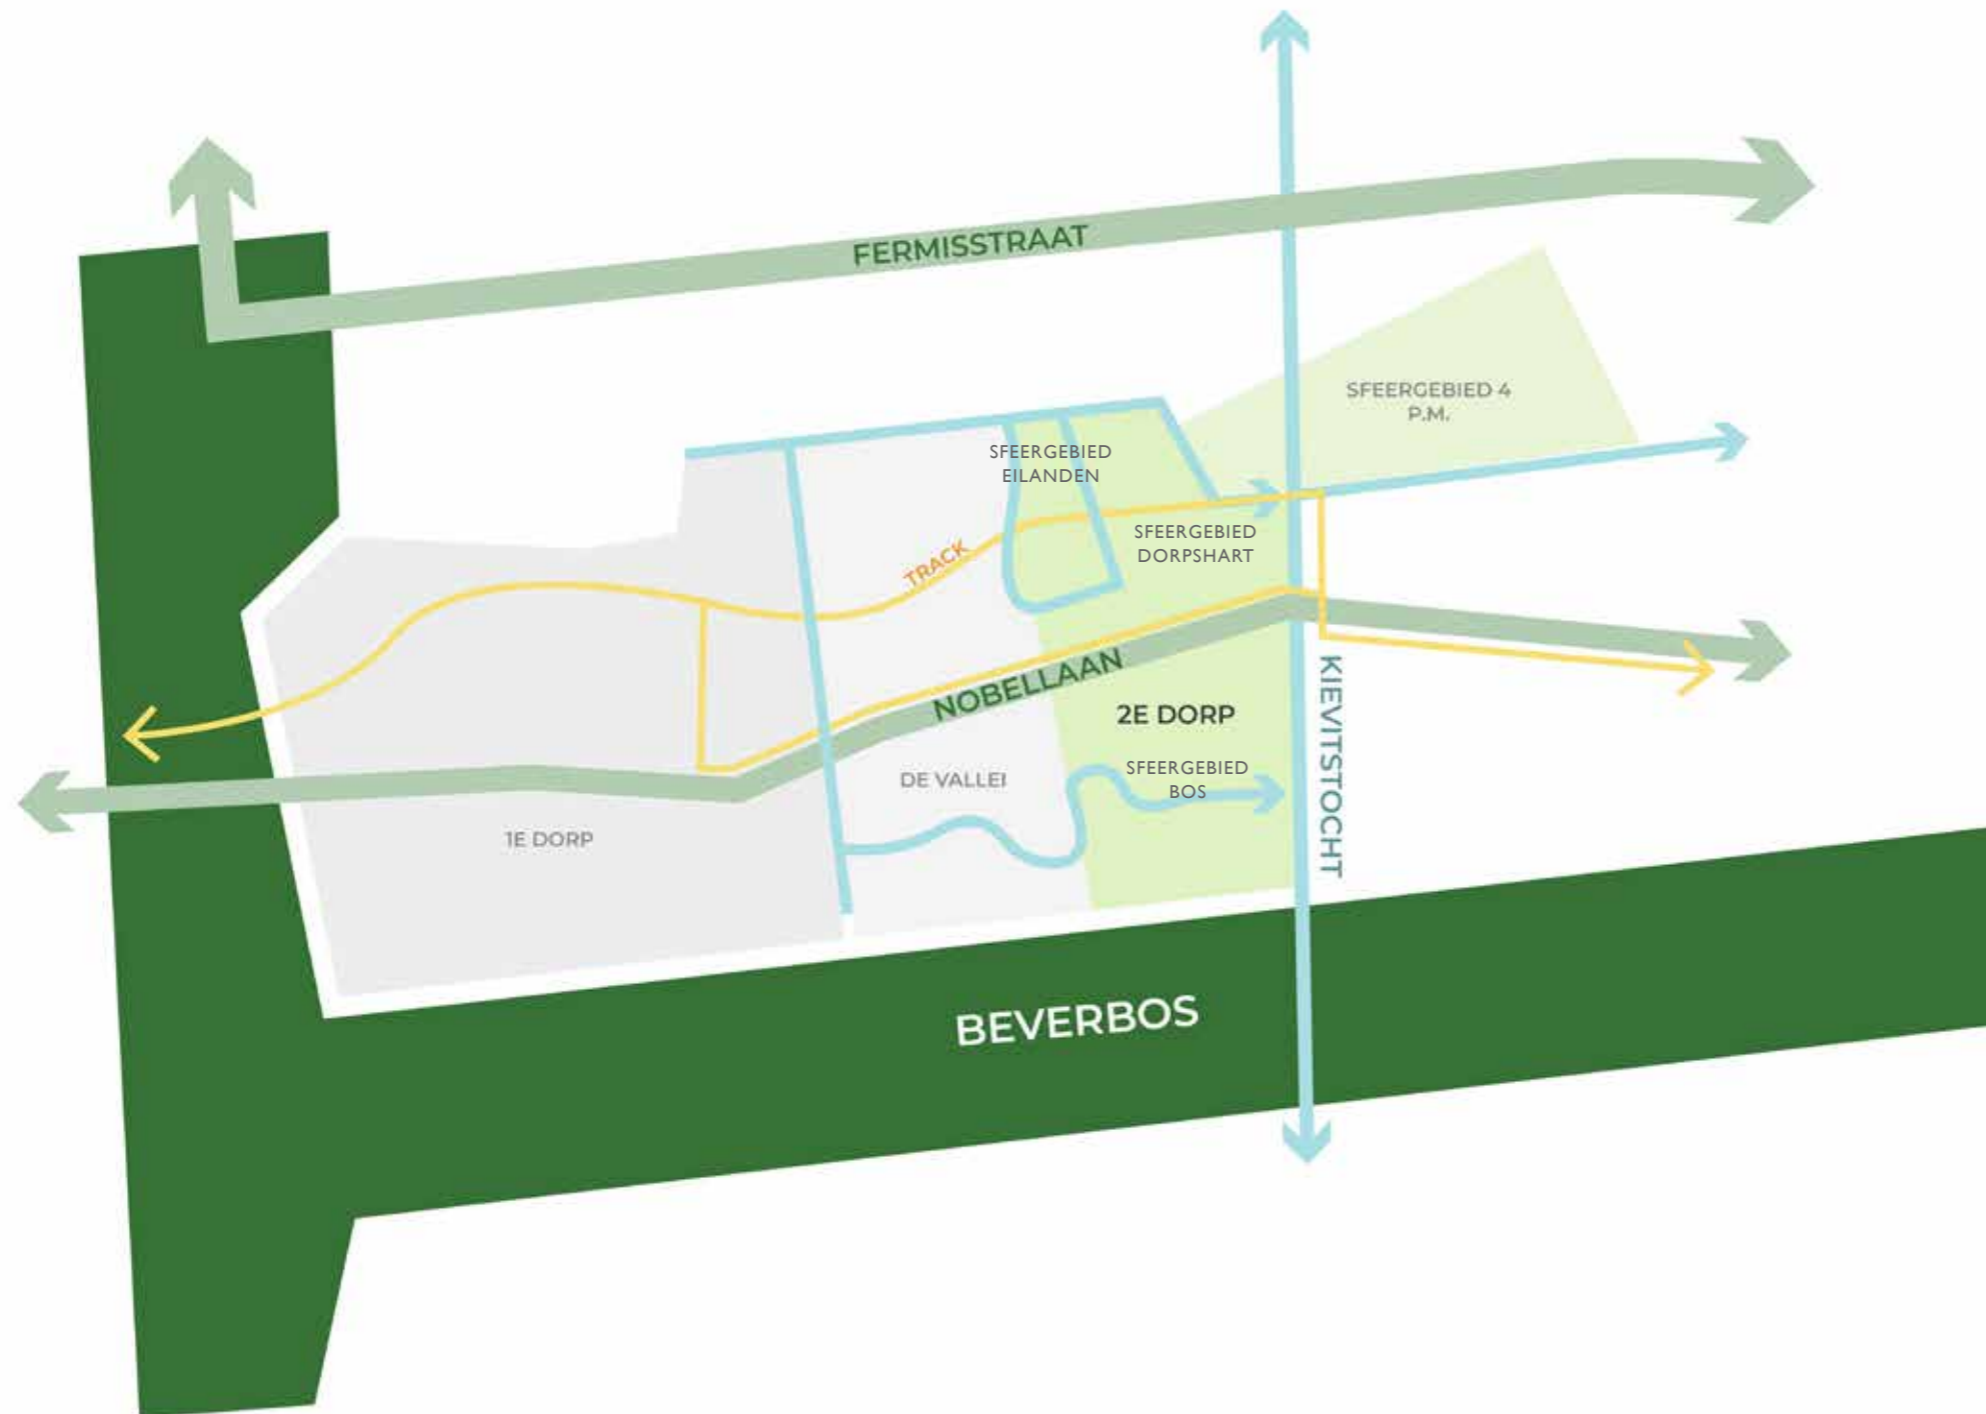 FERMISSTRAAT
SFEERGEBIED 4
P.M.
SFEERGEBIED
EILANDEN
SFEERGEBIED
DORPSHART
TRACK
NOBELLAAN
2E DORP
KIEVITSTOCHT
DE VALLEI
SFEERGEBIED
BOS
1E DORP
BEVERBOS